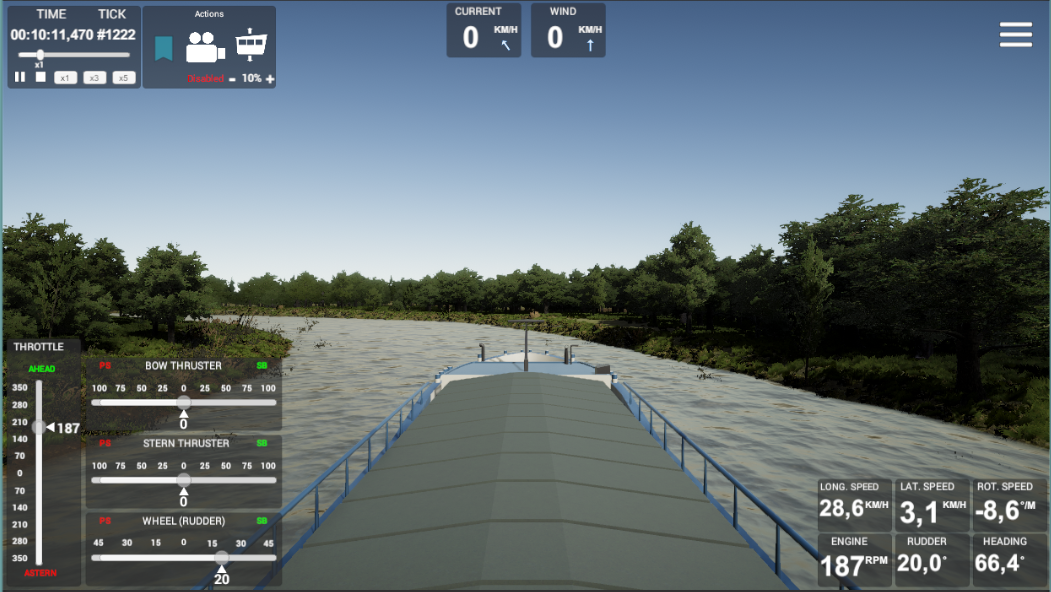 TIME TICK
00:10:11,470 #1222
x1
x1 x3 x5
Actions
Disabled - 10% +
CURRENT
0 KM/H
WIND
0 KM/H
THROTTLE
AHEAD
350
280
210
140
70
0
70
140
210
280
350
187
ASTERN
PS BOW THRUSTER SB
100 75 50 25 0 25 50 75 100
0
PS STERN THRUSTER SB
100 75 50 25 0 25 50 75 100
0
PS WHEEL (RUDDER) SB
45 30 15 0 15 30 45
20
LONG. SPEED
28,6 KM/H
LAT. SPEED
3,1 KM/H
ROT. SPEED
-8,6 °/M
ENGINE
187 RPM
RUDDER
20,0°
HEADING
66,4°